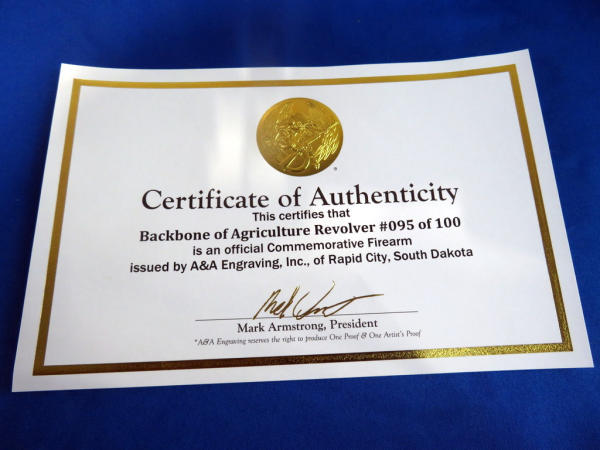 ®
Certificate of Authenticity
This certifies that
Backbone of Agriculture Revolver #095 of 100
is an official Commemorative Firearm
issued by A&A Engraving, Inc., of Rapid City, South Dakota
Mark Armstrong, President
*A&A Engraving reserves the right to produce One Proof & One Artist's Proof